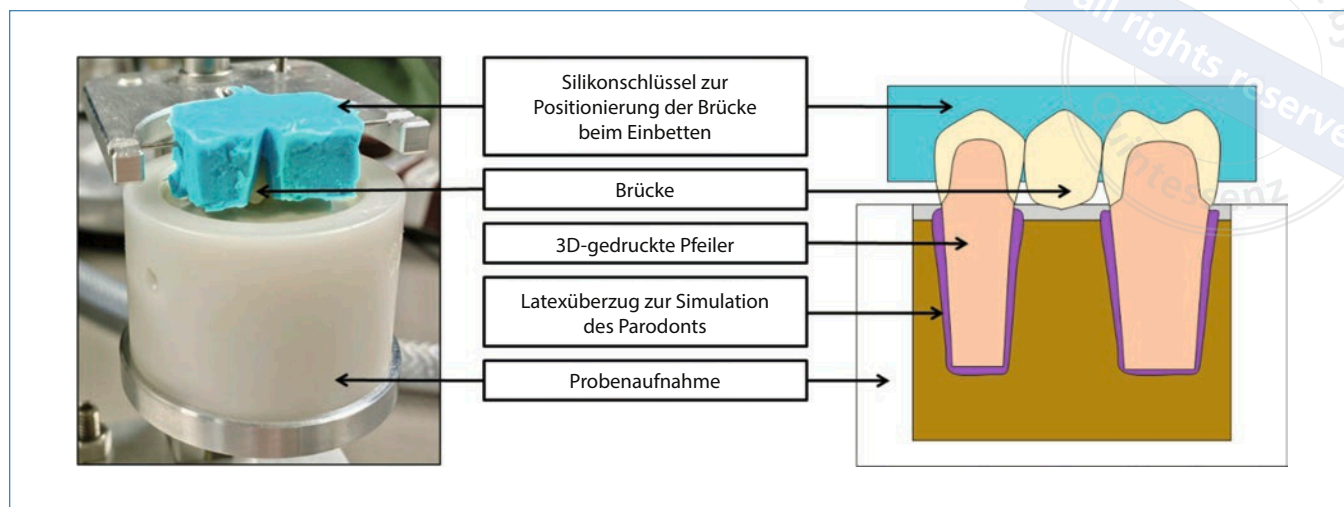 all rights reserved
Quintessenz
Silikonschlüssel zur
Positionierung der Brücke
beim Einbetten
Brücke
3D-gedruckte Pfeiler
Latexüberzug zur Simulation
des Parodonts
Probenaufnahme